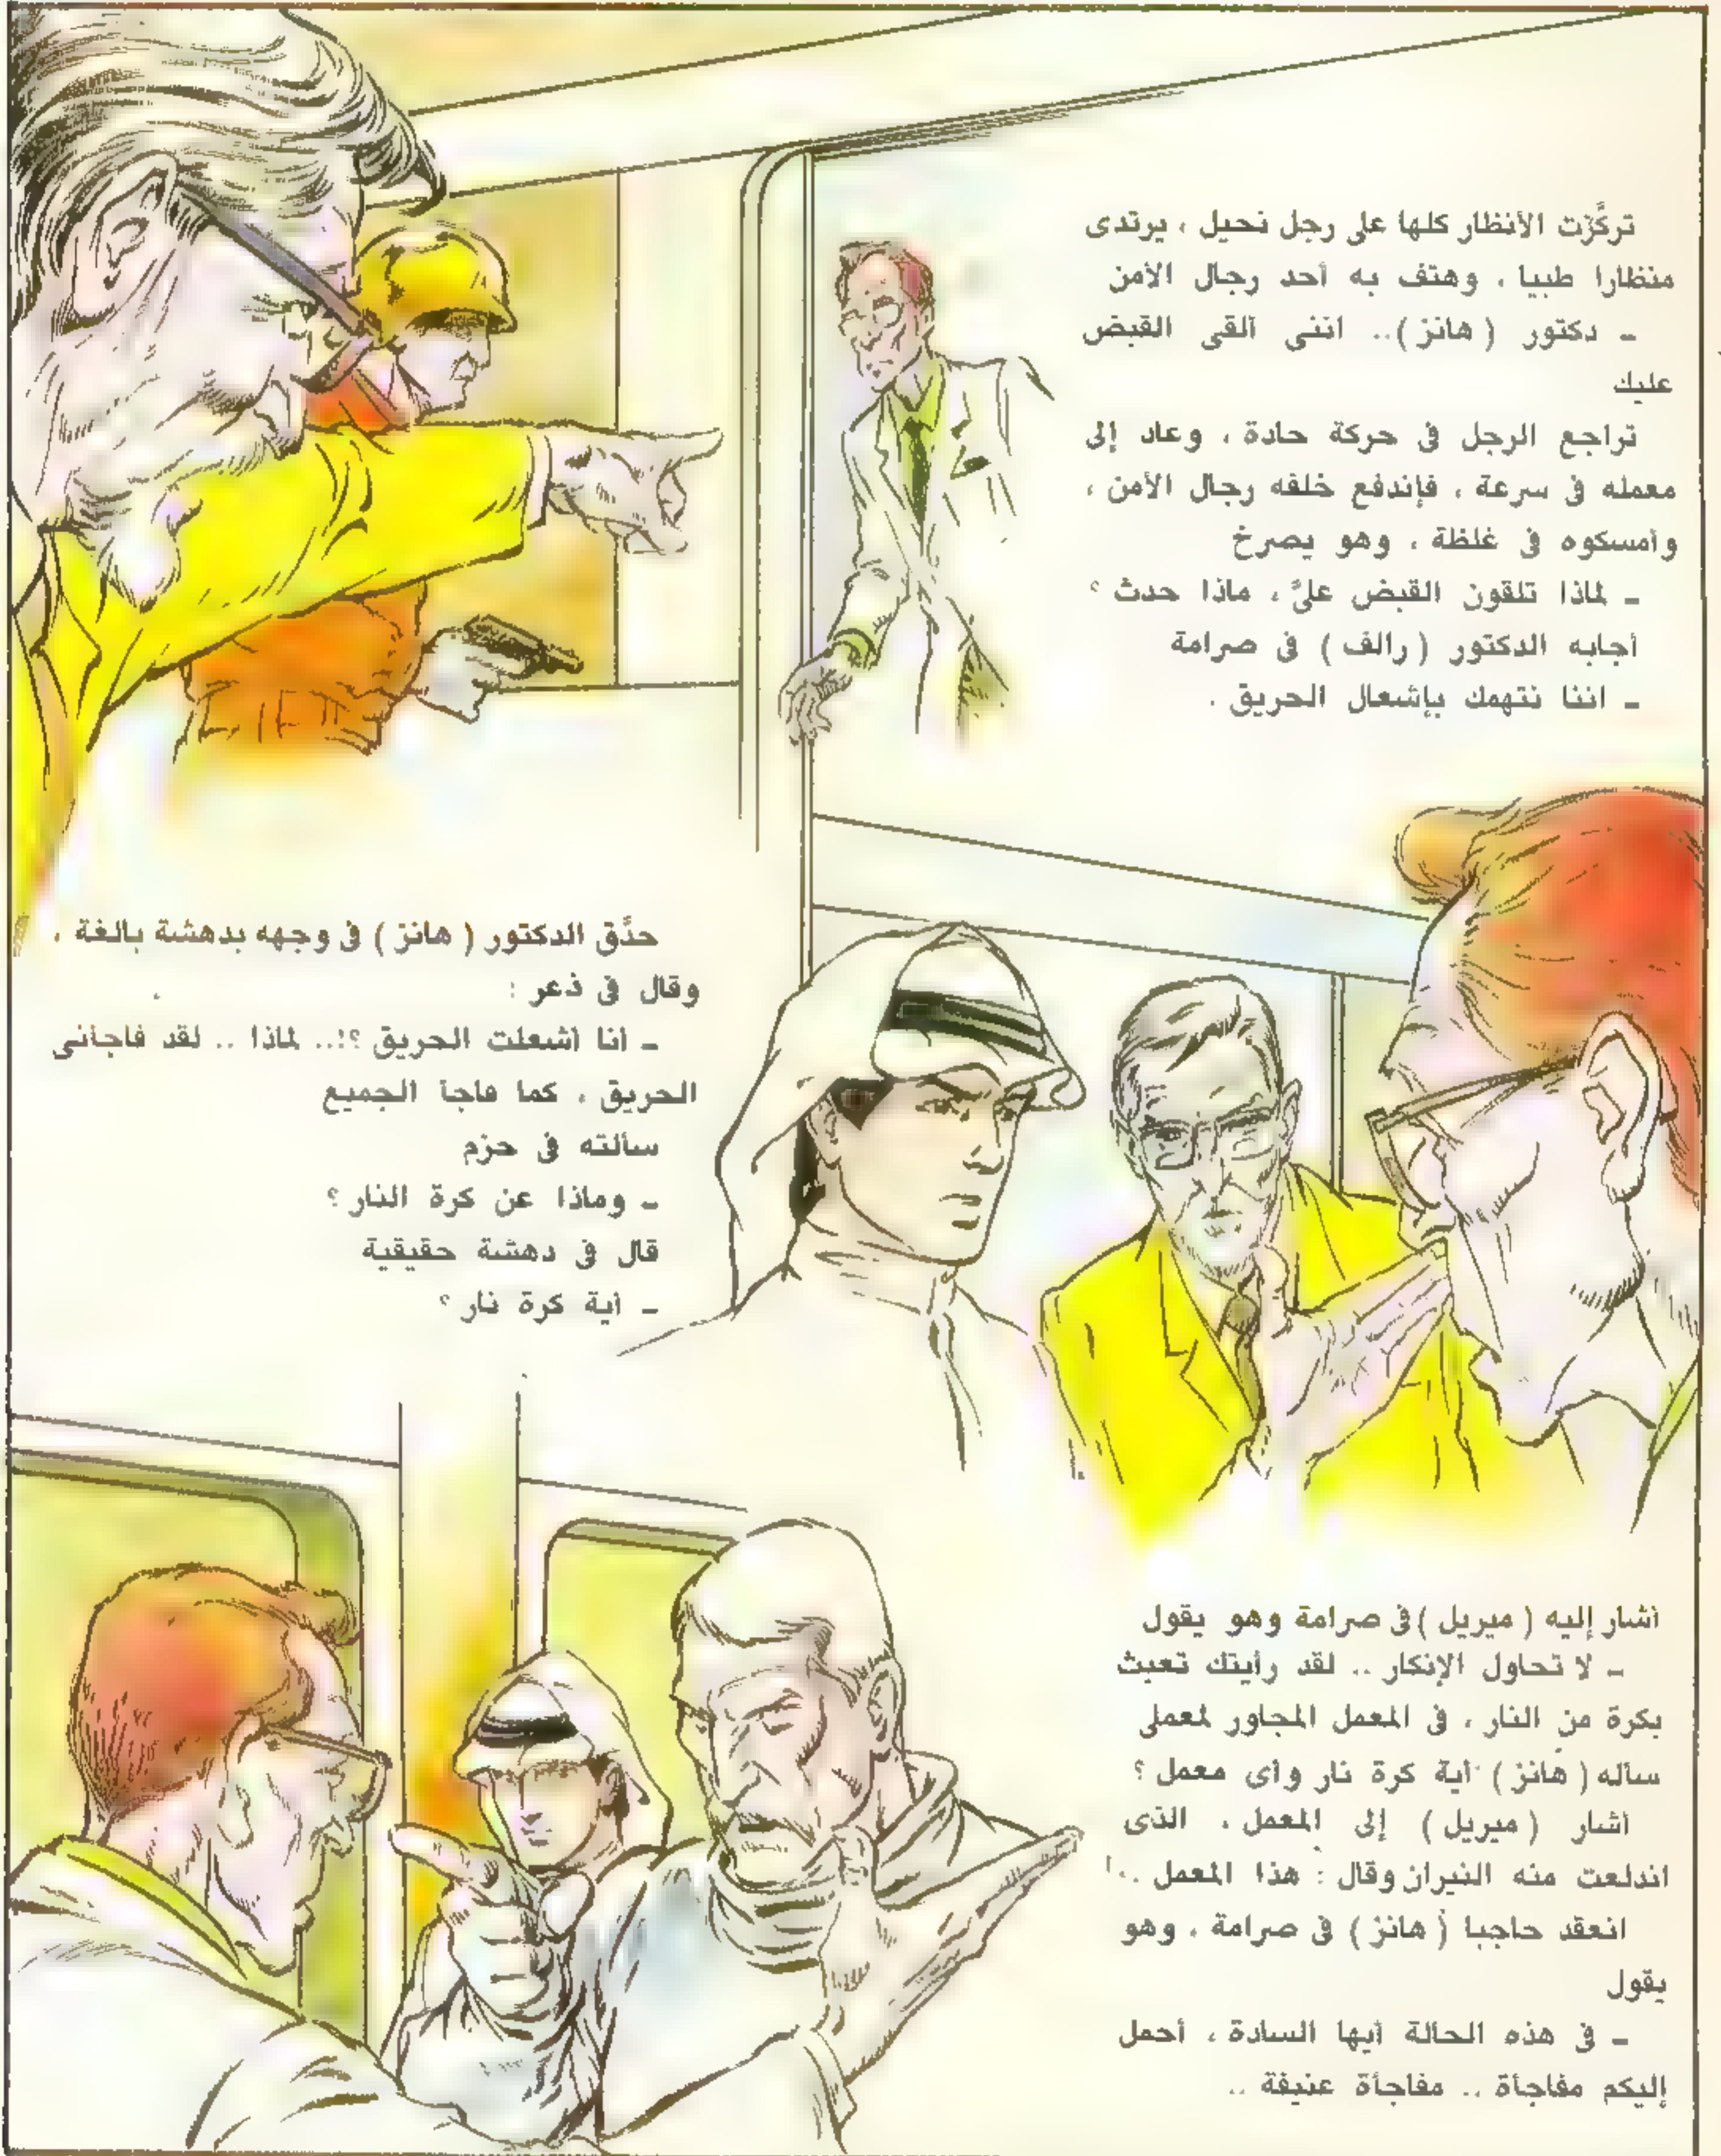 تركَّزت الأنظار كلها على رجل نحيل ، يرتدى
منظارا طبيا ، وهتف به أحد رجال الأمن
- دكتور ( هانز ).. اننى ألقى القبض
عليك
تراجع الرجل فى حركة حادة ، وعاد إلى
معمله فى سرعة ، فإندفع خلفه رجال الأمن ،
وأمسكوه فى غلظة ، وهو يصرخ
- لماذا تلقون القبض علىَّ ، ماذا حدث ؟
أجابه الدكتور ( رالف ) فى صرامة
- اننا نتهمك بإشعال الحريق .
حدَّق الدكتور ( هانز ) فى وجهه بدهشة بالغة ،
وقال فى ذعر :
- أنا أشعلت الحريق ؟!.. لماذا .. لقد فاجأنى
الحريق ، كما فاجأ الجميع
سألته فى حزم
- وماذا عن كرة النار ؟
قال فى دهشة حقيقية
- أية كرة نار ؟
أشار إليه ( ميريل ) فى صرامة وهو يقول
- لا تحاول الإنكار .. لقد رأيتك تعبث
بكرة من النار ، فى المعمل المجاور لمعملى
سأله ( هانز ) أية كرة نار وأى معمل ؟
أشار ( ميريل ) إلى المعمل ، الذى
اندلعت منه النيران وقال : هذا المعمل ..!
انعقد حاجبا ( هانز ) فى صرامة ، وهو
يقول
- فى هذه الحالة أيها السادة ، أحمل
إليكم مفاجأة .. مفاجأة عنيفة ..